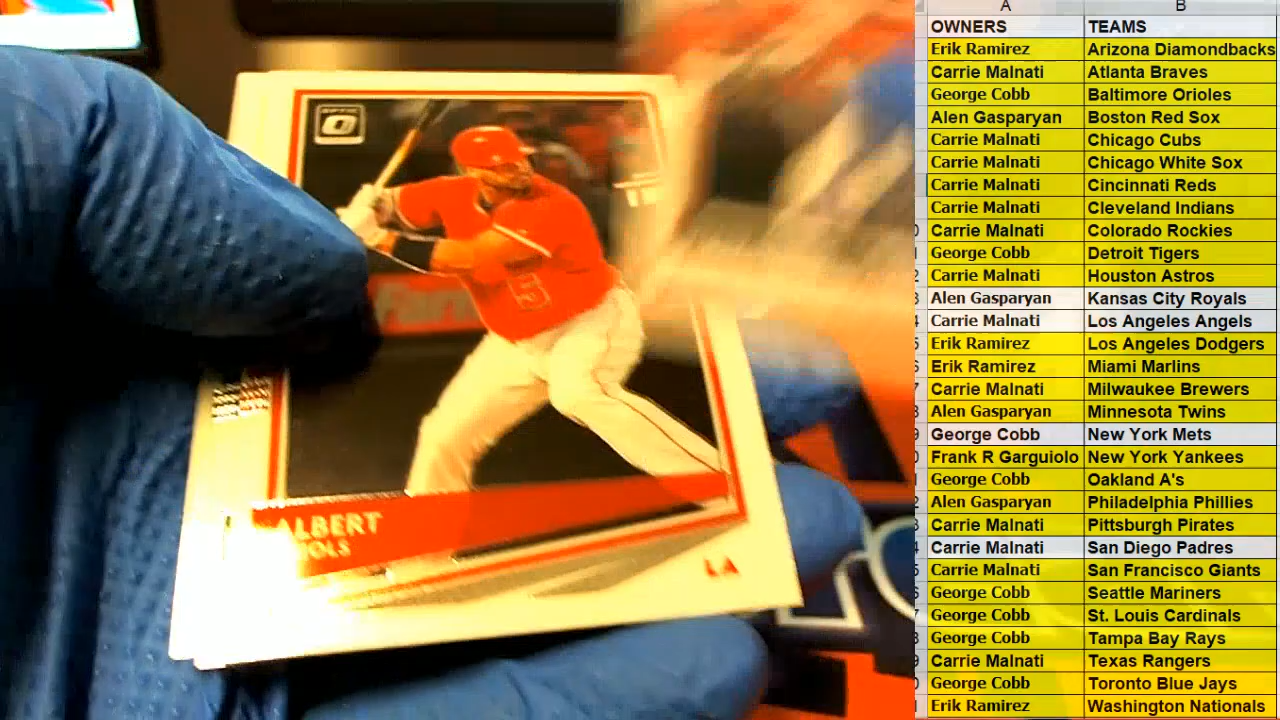 OPTIC
ALBERT
LA
5
A B
OWNERS TEAMS
Erik Ramirez Arizona Diamondbacks
Carrie Malnati Atlanta Braves
George Cobb Baltimore Orioles
Alen Gasparyan Boston Red Sox
Carrie Malnati Chicago Cubs
Carrie Malnati Chicago White Sox
Carrie Malnati Cincinnati Reds
Carrie Malnati Cleveland Indians
Carrie Malnati Colorado Rockies
George Cobb Detroit Tigers
Carrie Malnati Houston Astros
Alen Gasparyan Kansas City Royals
Carrie Malnati Los Angeles Angels
Erik Ramirez Los Angeles Dodgers
Erik Ramirez Miami Marlins
Carrie Malnati Milwaukee Brewers
Alen Gasparyan Minnesota Twins
George Cobb New York Mets
Frank R Garguiolo New York Yankees
George Cobb Oakland A's
Alen Gasparyan Philadelphia Phillies
Carrie Malnati Pittsburgh Pirates
Carrie Malnati San Diego Padres
Carrie Malnati San Francisco Giants
George Cobb Seattle Mariners
George Cobb St. Louis Cardinals
George Cobb Tampa Bay Rays
Carrie Malnati Texas Rangers
George Cobb Toronto Blue Jays
Erik Ramirez Washington Nationals